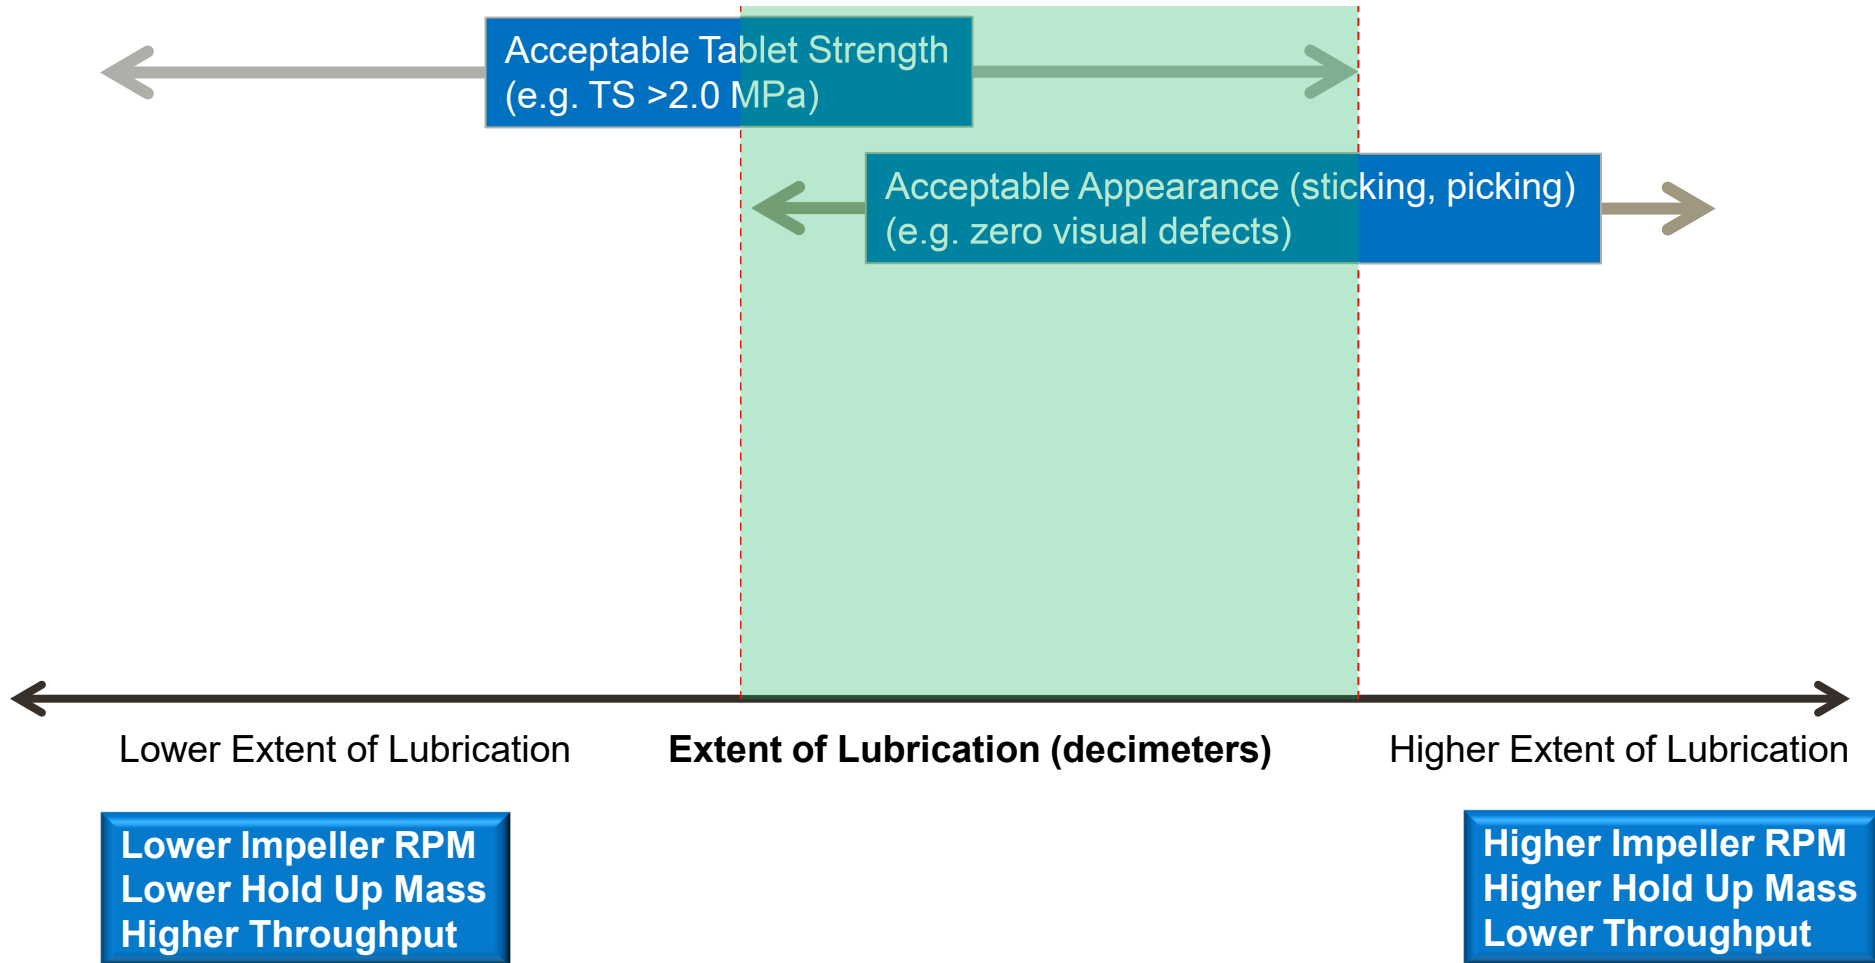 Acceptable Tablet Strength
(e.g. TS >2.0 MPa)
Acceptable Appearance (sticking, picking)
(e.g. zero visual defects)
Lower Extent of Lubrication
Extent of Lubrication (decimeters)
Higher Extent of Lubrication
Lower Impeller RPM
Lower Hold Up Mass
Higher Throughput
Higher Impeller RPM
Higher Hold Up Mass
Lower Throughput